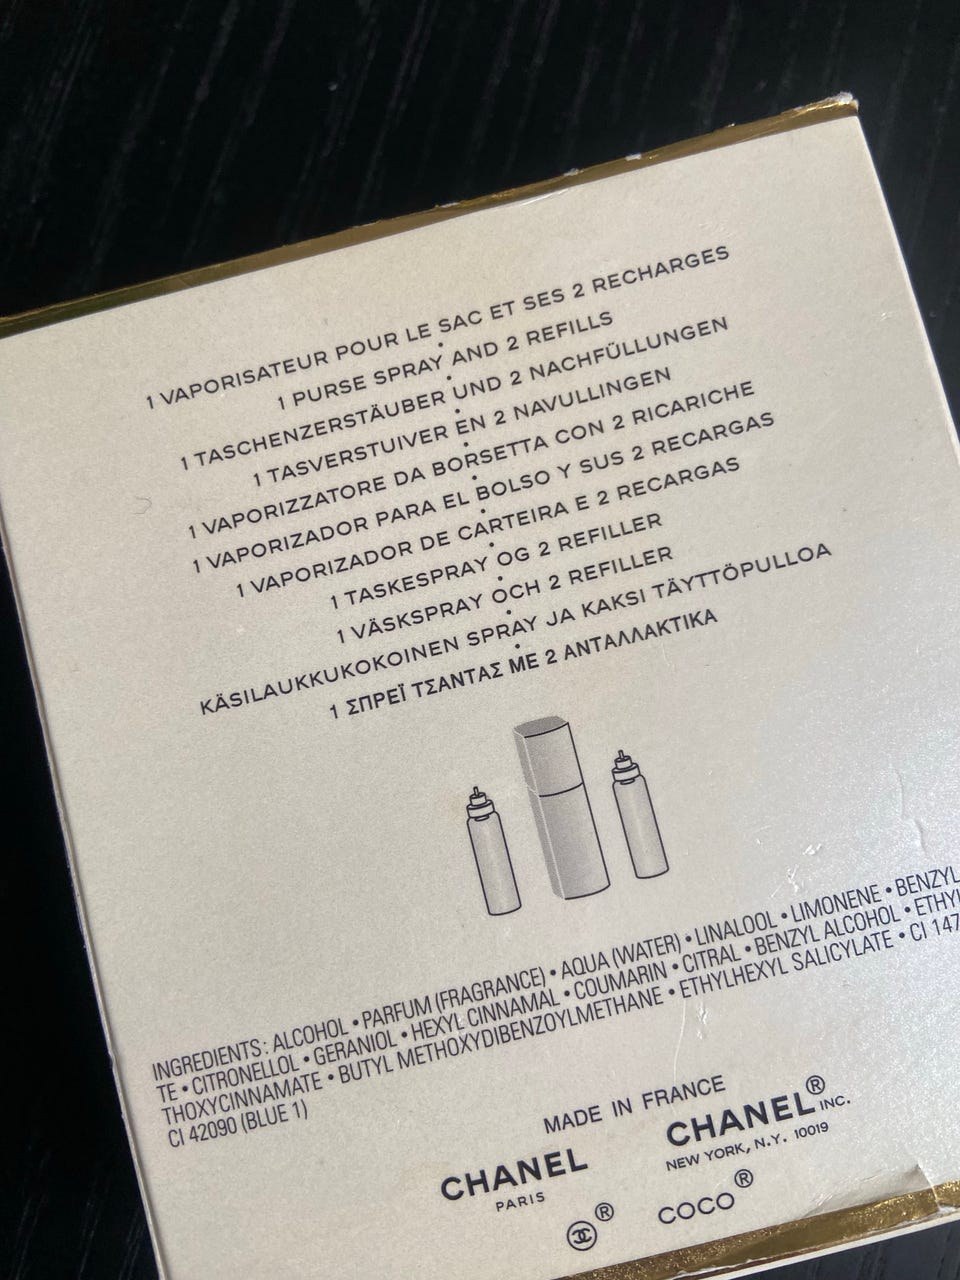 1 VAPORISATEUR POUR LE SAC ET SES 2 RECHARGES
•
1 PURSE SPRAY AND 2 REFILLS
•
1 TASCHENZERSTÄUBER UND 2 NACHFÜLLUNGEN
•
1 TASVERSTUIVER EN 2 NAVULLINGEN
•
1 VAPORIZZATORE DA BORSETTA CON 2 RICARICHE
•
1 VAPORIZADOR PARA EL BOLSO Y SUS 2 RECARGAS
•
1 VAPORIZADOR DE CARTEIRA E 2 RECARGAS
•
1 TASKESPRAY OG 2 REFILLER
•
1 VÄSKSPRAY OCH 2 REFILLER
•
KÄSILAUKKUKOKOINEN SPRAY JA KAKSI TÄYTTÖPULLOA
•
1 ΣΠΡΕΪ ΤΣΑΝΤΑΣ ΜΕ 2 ΑΝΤΑΛΛΑΚΤΙΚΑ
INGREDIENTS: ALCOHOL • PARFUM (FRAGRANCE) • AQUA (WATER) • LINALOOL • LIMONENE • BENZYL
TE • CITRONELLOL • GERANIOL • HEXYL CINNAMAL • COUMARIN • CITRAL • BENZYL ALCOHOL • ETHY
THOXYCINNAMATE • BUTYL METHOXYDIBENZOYLMETHANE • ETHYLHEXYL SALICYLATE • CI 147
CI 42090 (BLUE 1)
MADE IN FRANCE
CHANEL CHANEL® INC.
PARIS NEW YORK, N.Y. 10019
® COCO®